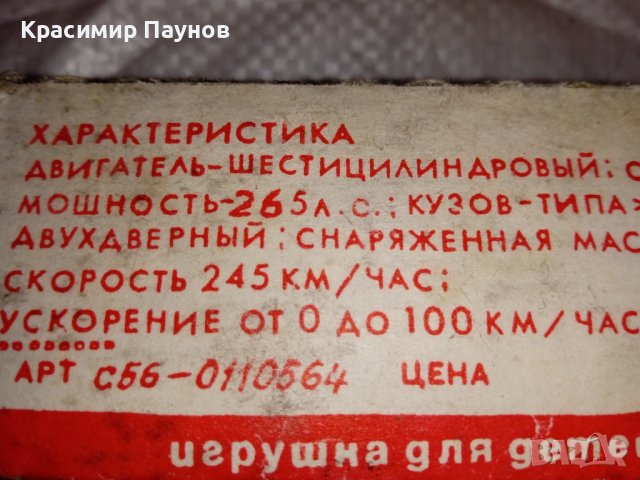 Красимир Паунов
ХАРАКТЕРИСТИКА
ДВИГАТЕЛЬ-ШЕСТИЦИЛИНДРОВЫЙ;
МОЩНОСТЬ-265Л.С.; КУЗОВ-ТИПА
ДВУХДВЕРНЫЙ; СНАРЯЖЕННАЯ МАС
СКОРОСТЬ 245 КМ/ЧАС;
УСКОРЕНИЕ ОТ 0 ДО 100 КМ/ЧАС
АРТ С56-0110564 ЦЕНА
игрушка для детей